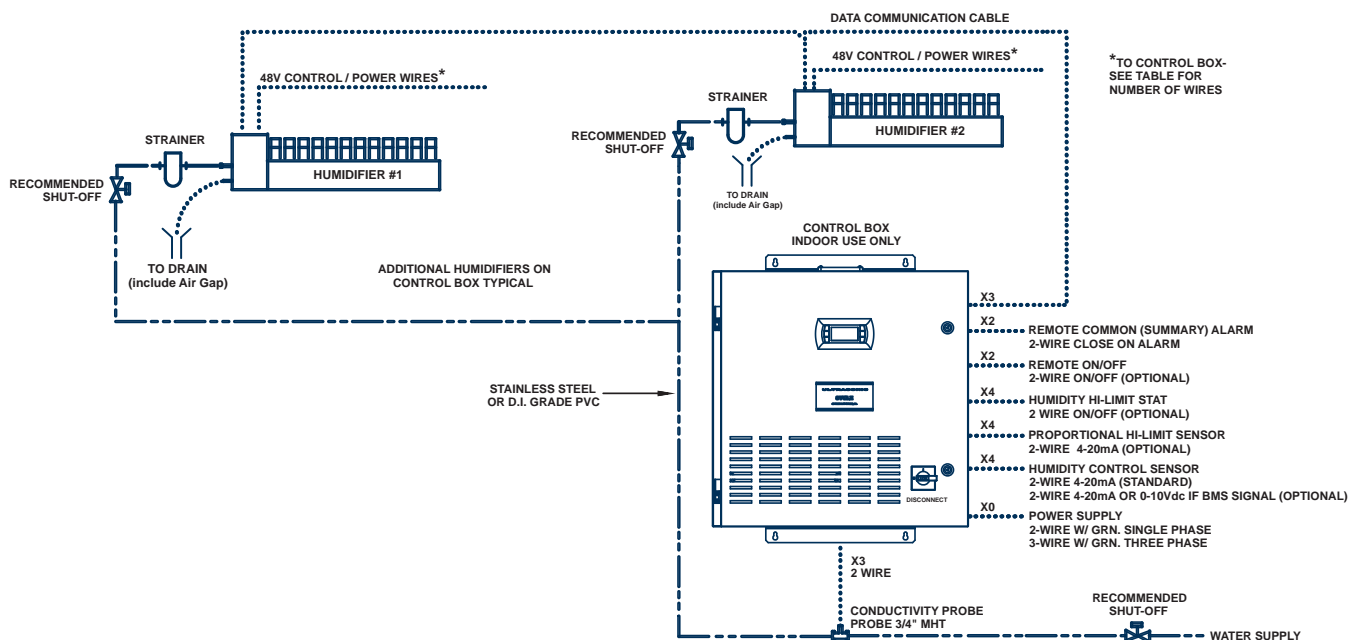 DATA COMMUNICATION CABLE
48V CONTROL / POWER WIRES*
48V CONTROL / POWER WIRES*
*TO CONTROL BOX-
SEE TABLE FOR
NUMBER OF WIRES
STRAINER
RECOMMENDED
SHUT-OFF
HUMIDIFIER #1
TO DRAIN
(include Air Gap)
STRAINER
RECOMMENDED
SHUT-OFF
HUMIDIFIER #2
TO DRAIN
(include Air Gap)
ADDITIONAL HUMIDIFIERS ON
CONTROL BOX TYPICAL
CONTROL BOX
INDOOR USE ONLY
STAINLESS STEEL
OR D.I. GRADE PVC
DISCONNECT
X3
X2
REMOTE COMMON (SUMMARY) ALARM
2-WIRE CLOSE ON ALARM
X2
REMOTE ON/OFF
2-WIRE ON/OFF (OPTIONAL)
X4
HUMIDITY HI-LIMIT STAT
2 WIRE ON/OFF (OPTIONAL)
X4
PROPORTIONAL HI-LIMIT SENSOR
2-WIRE 4-20mA (OPTIONAL)
X4
HUMIDITY CONTROL SENSOR
2-WIRE 4-20mA (STANDARD)
2-WIRE 4-20mA OR 0-10Vdc IF BMS SIGNAL (OPTIONAL)
X0
POWER SUPPLY
2-WIRE W/ GRN. SINGLE PHASE
3-WIRE W/ GRN. THREE PHASE
X3
2 WIRE
CONDUCTIVITY PROBE
PROBE 3/4" MHT
RECOMMENDED
SHUT-OFF
WATER SUPPLY